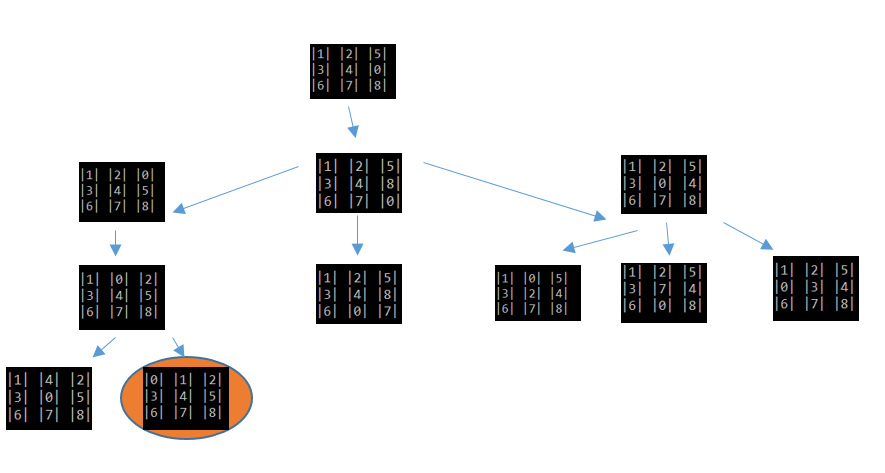 |1| |2| |5|
|3| |4| |0|
|6| |7| |8|
|1| |2| |0|
|3| |4| |5|
|6| |7| |8|
|1| |2| |5|
|3| |4| |8|
|6| |7| |0|
|1| |2| |5|
|3| |0| |4|
|6| |7| |8|
|1| |0| |2|
|3| |4| |5|
|6| |7| |8|
|1| |2| |5|
|3| |4| |8|
|6| |0| |7|
|1| |0| |5|
|3| |2| |4|
|6| |7| |8|
|1| |2| |5|
|3| |7| |4|
|6| |0| |8|
|1| |2| |5|
|0| |3| |4|
|6| |7| |8|
|1| |4| |2|
|3| |0| |5|
|6| |7| |8|
|0| |1| |2|
|3| |4| |5|
|6| |7| |8|